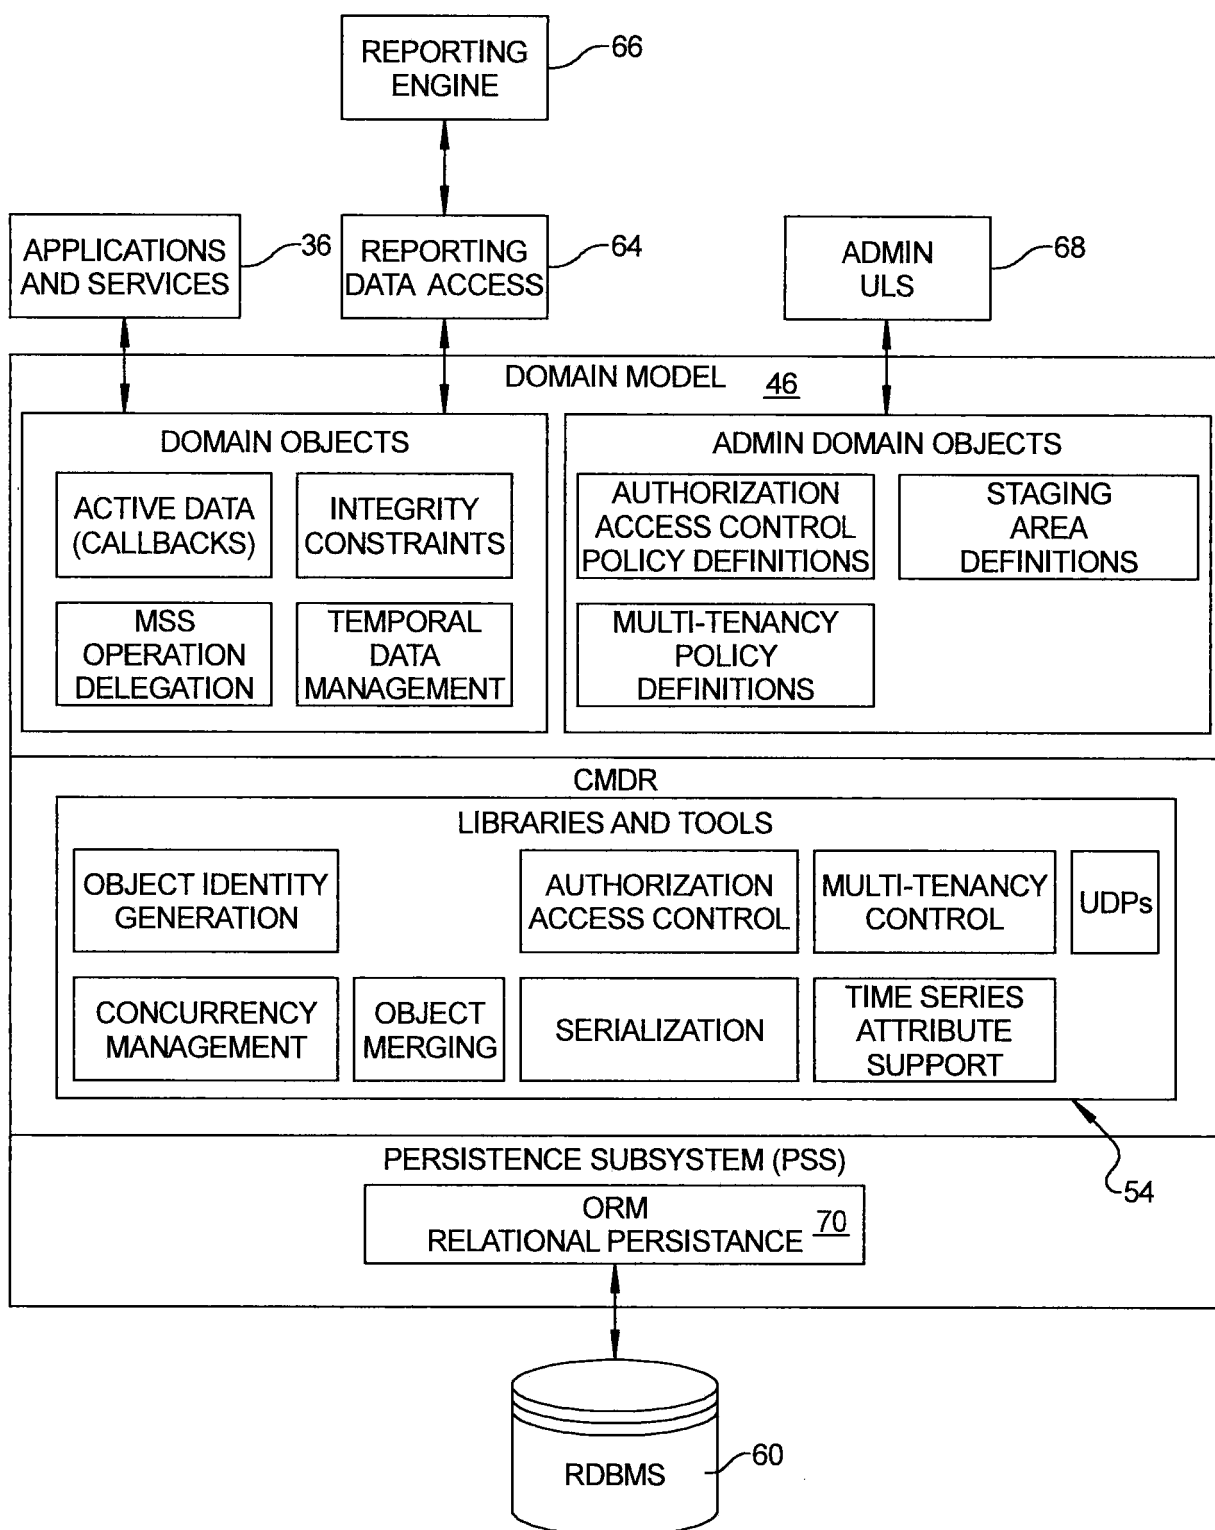 REPORTING
ENGINE
66
APPLICATIONS
AND SERVICES
36
REPORTING
DATA ACCESS
64
ADMIN
ULS
68
DOMAIN MODEL
46
DOMAIN OBJECTS
ACTIVE DATA
(CALLBACKS)
INTEGRITY
CONSTRAINTS
MSS
OPERATION
DELEGATION
TEMPORAL
DATA
MANAGEMENT
ADMIN DOMAIN OBJECTS
AUTHORIZATION
ACCESS CONTROL
POLICY DEFINITIONS
STAGING
AREA
DEFINITIONS
MULTI-TENANCY
POLICY
DEFINITIONS
CMDR
LIBRARIES AND TOOLS
OBJECT IDENTITY
GENERATION
AUTHORIZATION
ACCESS CONTROL
MULTI-TENANCY
CONTROL
UDPs
CONCURRENCY
MANAGEMENT
OBJECT
MERGING
SERIALIZATION
TIME SERIES
ATTRIBUTE
SUPPORT
54
PERSISTENCE SUBSYSTEM (PSS)
ORM
RELATIONAL PERSISTANCE
70
RDBMS
60